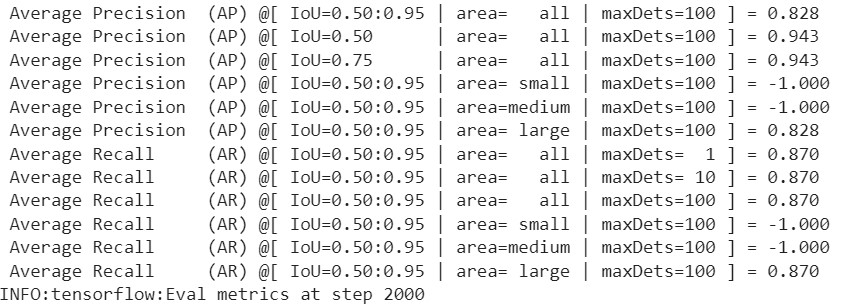 Average Precision  (AP) @[ IoU=0.50:0.95 | area=   all | maxDets=100 ] = 0.828
Average Precision  (AP) @[ IoU=0.50      | area=   all | maxDets=100 ] = 0.943
Average Precision  (AP) @[ IoU=0.75      | area=   all | maxDets=100 ] = 0.943
Average Precision  (AP) @[ IoU=0.50:0.95 | area= small | maxDets=100 ] = -1.000
Average Precision  (AP) @[ IoU=0.50:0.95 | area=medium | maxDets=100 ] = -1.000
Average Precision  (AP) @[ IoU=0.50:0.95 | area= large | maxDets=100 ] = 0.828
Average Recall     (AR) @[ IoU=0.50:0.95 | area=   all | maxDets=  1 ] = 0.870
Average Recall     (AR) @[ IoU=0.50:0.95 | area=   all | maxDets= 10 ] = 0.870
Average Recall     (AR) @[ IoU=0.50:0.95 | area=   all | maxDets=100 ] = 0.870
Average Recall     (AR) @[ IoU=0.50:0.95 | area= small | maxDets=100 ] = -1.000
Average Recall     (AR) @[ IoU=0.50:0.95 | area=medium | maxDets=100 ] = -1.000
Average Recall     (AR) @[ IoU=0.50:0.95 | area= large | maxDets=100 ] = 0.870
INFO:tensorflow:Eval metrics at step 2000